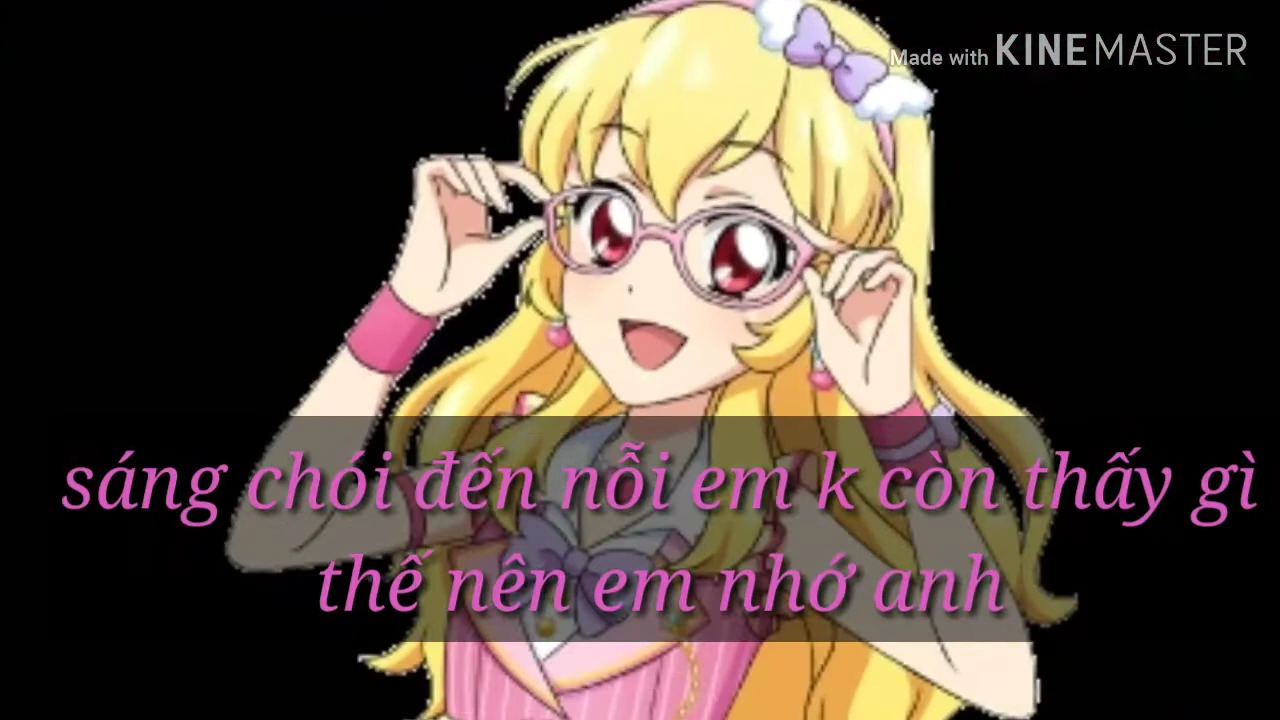 Made with KINEMASTER
sáng chói đến nỗi em k còn thấy gì
thế nên em nhớ anh